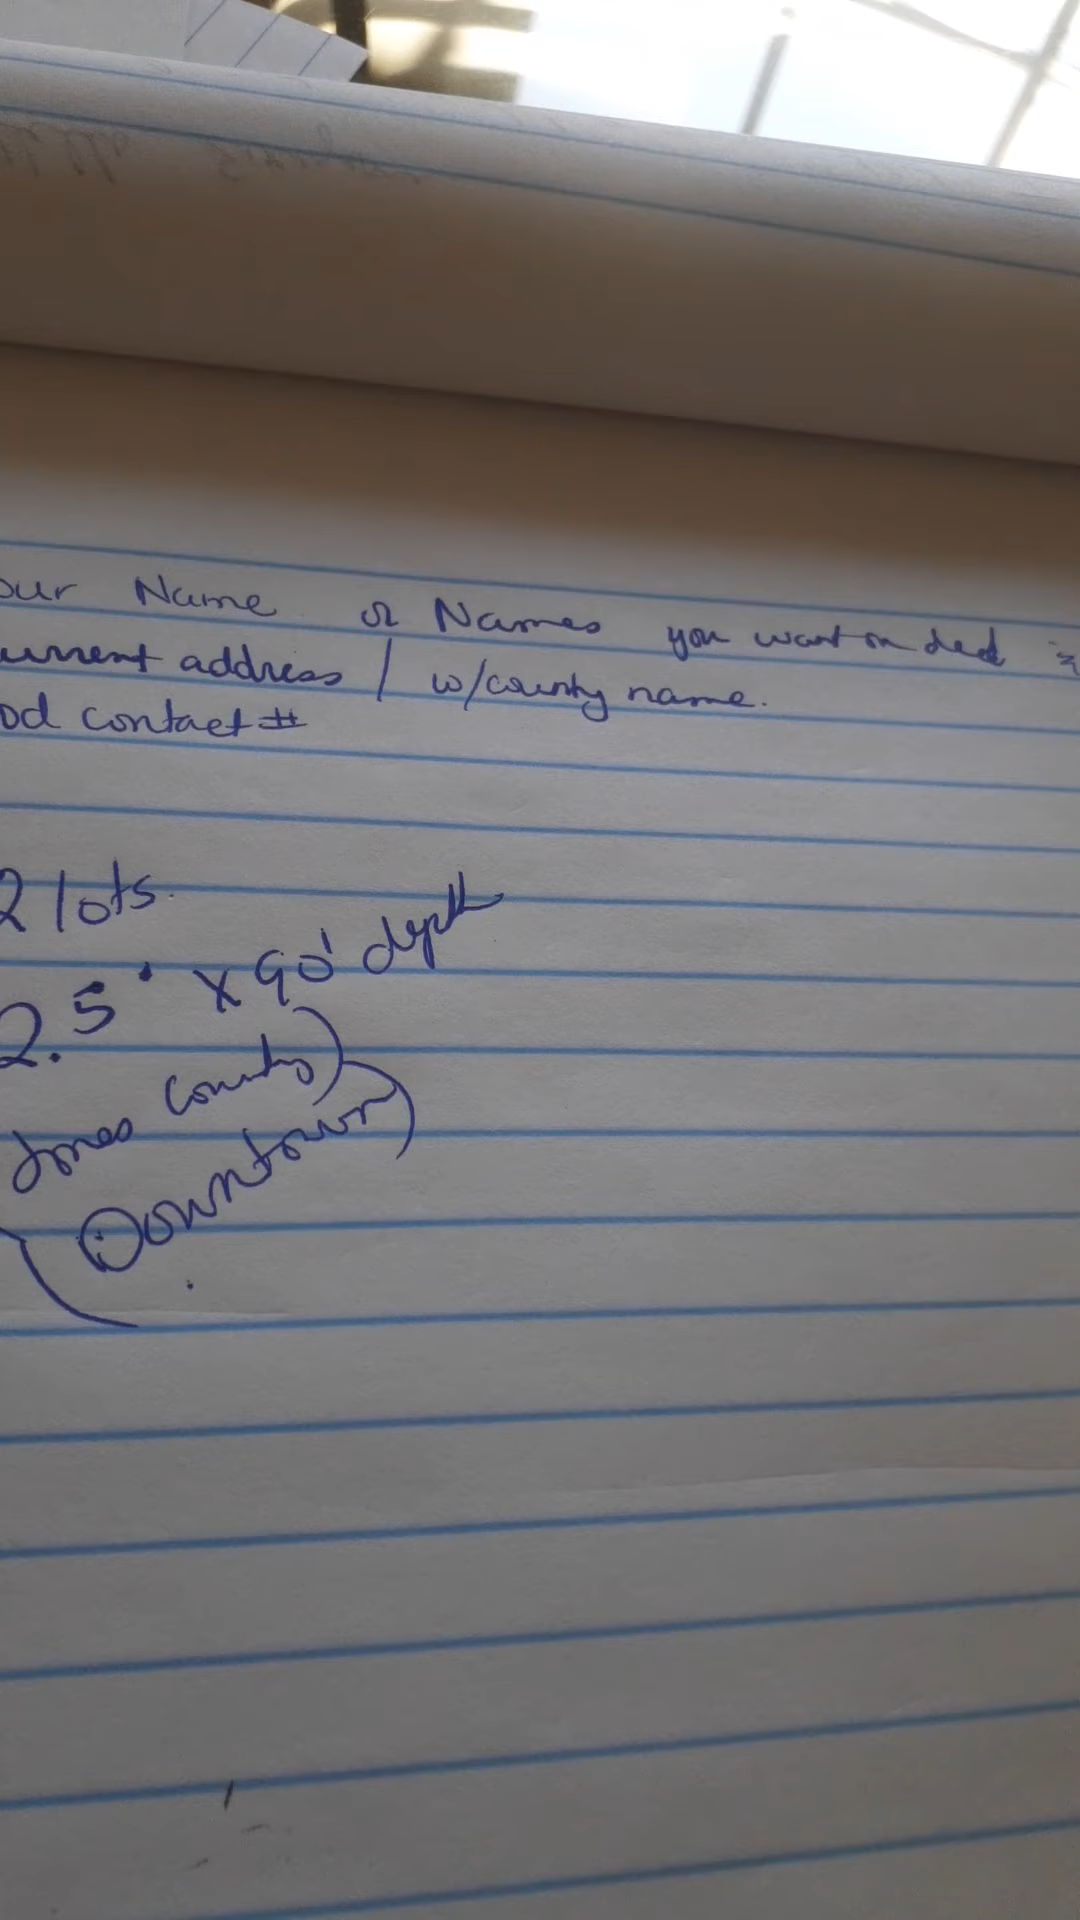 our Name or Names you want on deed
urrent address / w/county name.
od contact #
2 lots.
2.5' x 90' depth
Jones County)
(Downtown)